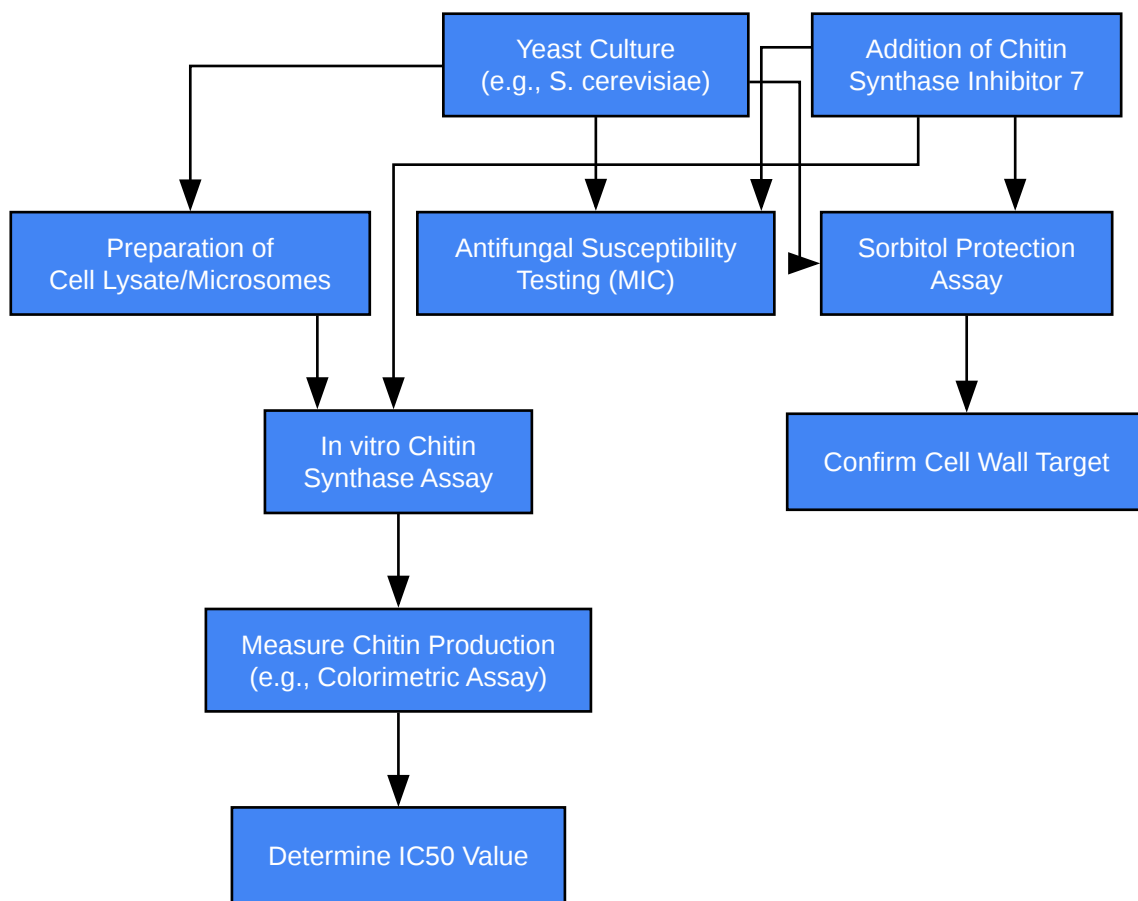 Yeast Culture
(e.g., S. cerevisiae)
Addition of Chitin
Synthase Inhibitor 7
Preparation of
Cell Lysate/Microsomes
Antifungal Susceptibility
Testing (MIC)
Sorbitol Protection
Assay
In vitro Chitin
Synthase Assay
Confirm Cell Wall Target
Measure Chitin Production
(e.g., Colorimetric Assay)
Determine IC50 Value